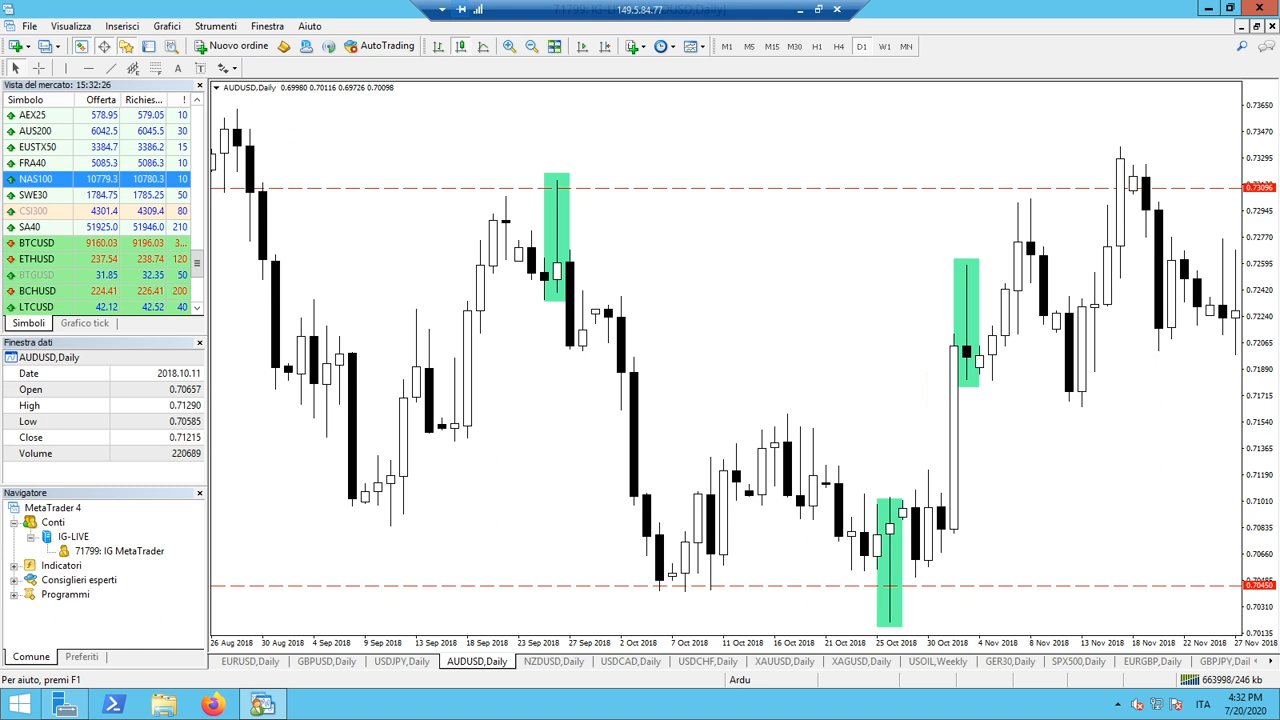 149.5.84.77
File Visualizza Inserisci Grafici Strumenti Finestra Aiuto
Nuovo ordine AutoTrading M1 M5 M15 M30 H1 H4 D1 W1 MN
Vista del mercato: 15:32:26
Simbolo Offerta Richies... !
AEX25 578.95 579.05 10
AUS200 6042.5 6045.5 30
EUSTX50 3384.7 3386.2 15
FRA40 5085.3 5086.3 10
NAS100 10779.3 10780.3 10
SWE30 1784.75 1785.25 50
CSI300 4301.4 4309.4 80
SA40 51925.0 51946.0 210
BTCUSD 9160.03 9196.03 3...
ETHUSD 237.54 238.74 120
BTGUSD 31.85 32.35 50
BCHUSD 224.41 226.41 200
LTCUSD 42.12 42.52 40
Simboli Grafico tick
Finestra dati
AUDUSD,Daily
Date 2018.10.11
Open 0.70657
High 0.71290
Low 0.70585
Close 0.71215
Volume 220689
Navigatore
MetaTrader 4
Conti
IG-LIVE
71799: IG MetaTrader
Indicatori
Consiglieri esperti
Programmi
Comune Preferiti
AUDUSD,Daily 0.69980 0.70116 0.69726 0.70098
0.73650
0.73470
0.73295
0.73096
0.72945
0.72770
0.72595
0.72420
0.72240
0.72065
0.71890
0.71715
0.71540
0.71365
0.71190
0.71010
0.70835
0.70660
0.70450
0.70310
0.70135
26 Aug 2018 30 Aug 2018 4 Sep 2018 9 Sep 2018 13 Sep 2018 18 Sep 2018 23 Sep 2018 27 Sep 2018 2 Oct 2018 7 Oct 2018 11 Oct 2018 16 Oct 2018 21 Oct 2018 25 Oct 2018 30 Oct 2018 4 Nov 2018 8 Nov 2018 13 Nov 2018 18 Nov 2018 22 Nov 2018 27 Nov 2018
EURUSD,Daily GBPUSD,Daily USDJPY,Daily AUDUSD,Daily NZDUSD,Daily USDCAD,Daily USDCHF,Daily XAUUSD,Daily XAGUSD,Daily USOIL,Weekly GER30,Daily SPX500,Daily EURGBP,Daily GBPJPY,Dail
Per aiuto, premi F1 Ardu 663998/246 kb
ITA 4:32 PM
7/20/2020